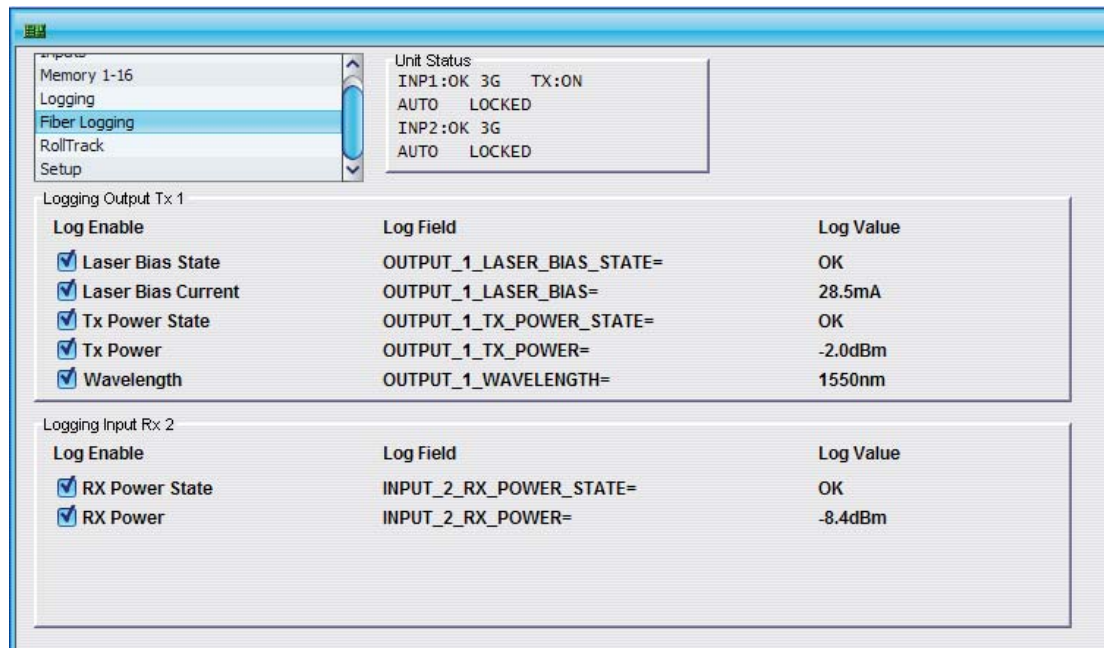 Memory 1-16
Logging
Fiber Logging
RollTrack
Setup
Unit Status
INP1:OK 3G TX:ON
AUTO LOCKED
INP2:OK 3G
AUTO LOCKED
Logging Output Tx 1
Log Enable Log Field Log Value
Laser Bias State OUTPUT_1_LASER_BIAS_STATE= OK
Laser Bias Current OUTPUT_1_LASER_BIAS= 28.5mA
Tx Power State OUTPUT_1_TX_POWER_STATE= OK
Tx Power OUTPUT_1_TX_POWER= -2.0dBm
Wavelength OUTPUT_1_WAVELENGTH= 1550nm
Logging Input Rx 2
Log Enable Log Field Log Value
RX Power State INPUT_2_RX_POWER_STATE= OK
RX Power INPUT_2_RX_POWER= -8.4dBm